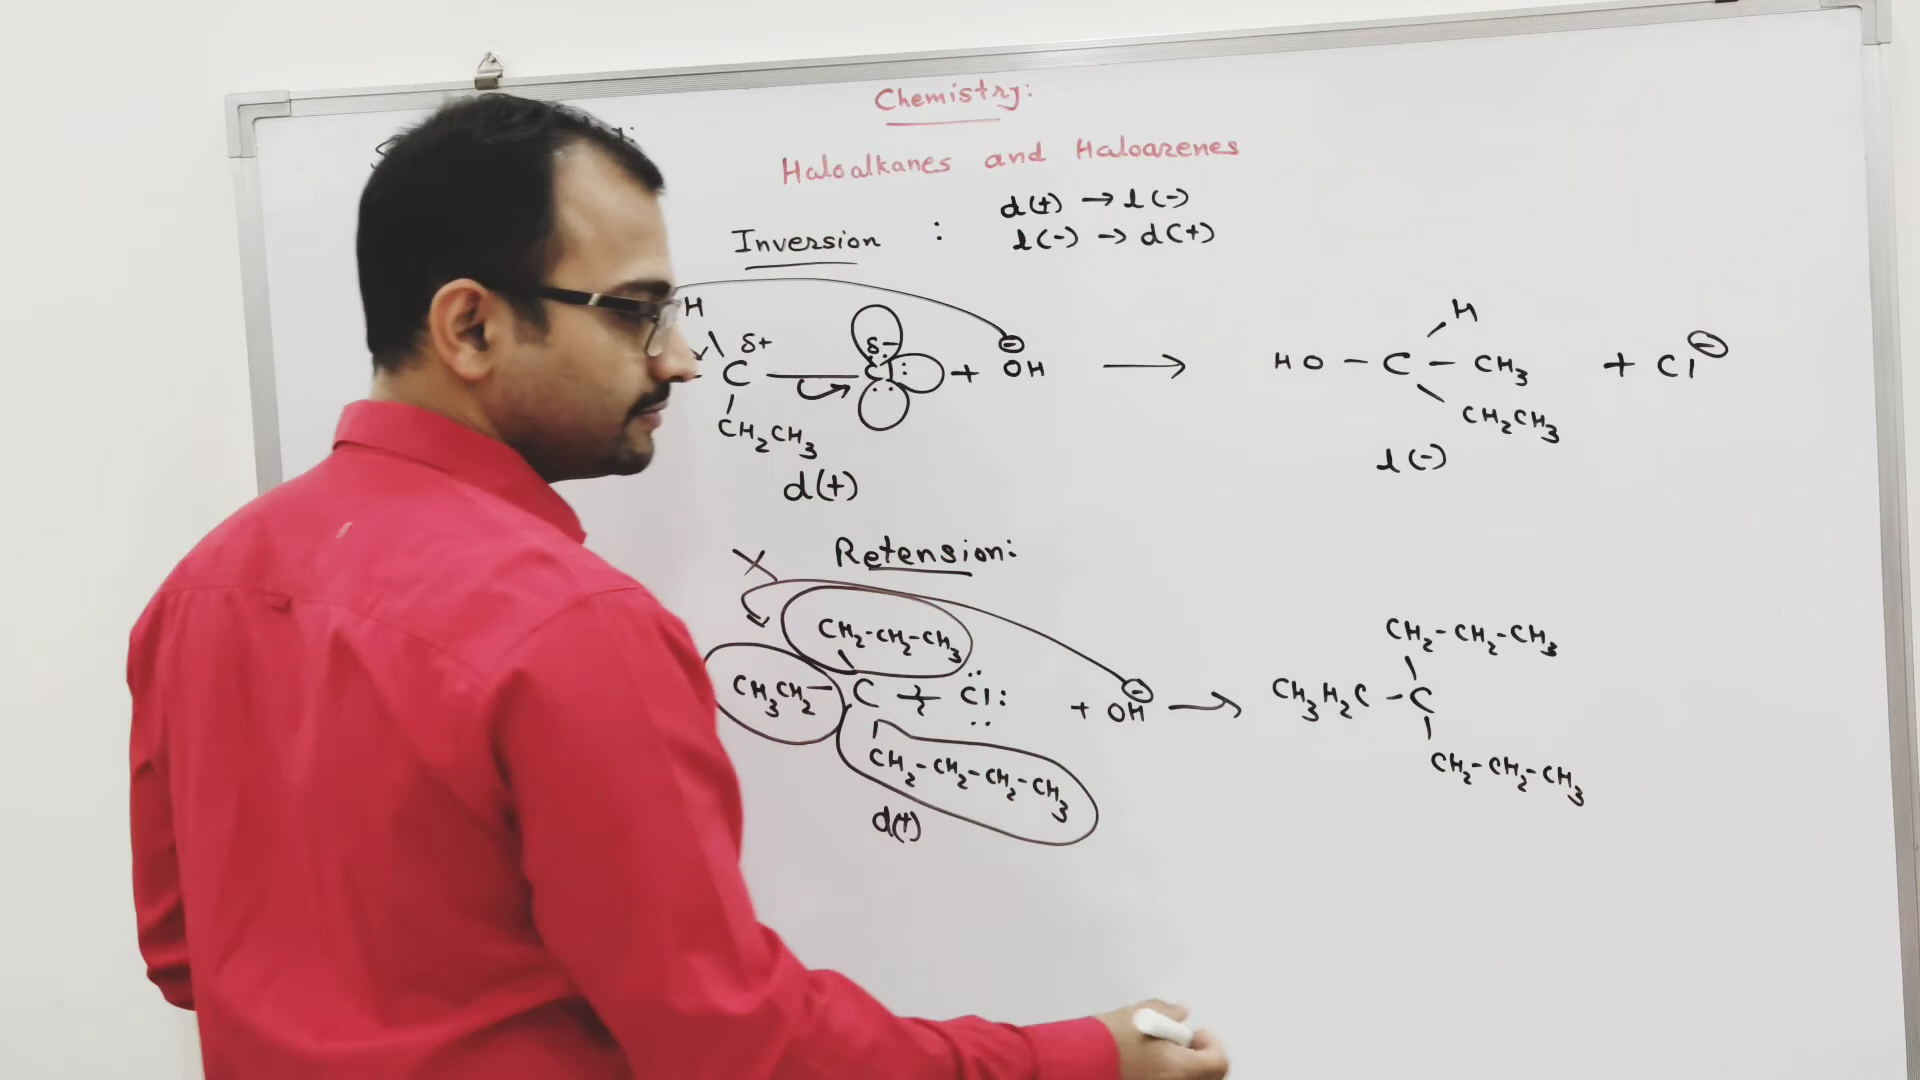 Chemistry:
Haloalkanes and Haloarenes
d(+) → l(-)
Inversion : l(-) → d(+)
H
δ+ δ- ⊖ H ⊖
C — Cl: + OH → HO - C - CH3 + Cl
CH2CH3 CH2CH3
d(+) l(-)
Retension:
X
CH2-CH2-CH3 CH2-CH2-CH3
CH3CH2 - C Cl: + OH⊖ → CH3H2C - C
CH2-CH2-CH2-CH3 CH2-CH2-CH3
d(+)